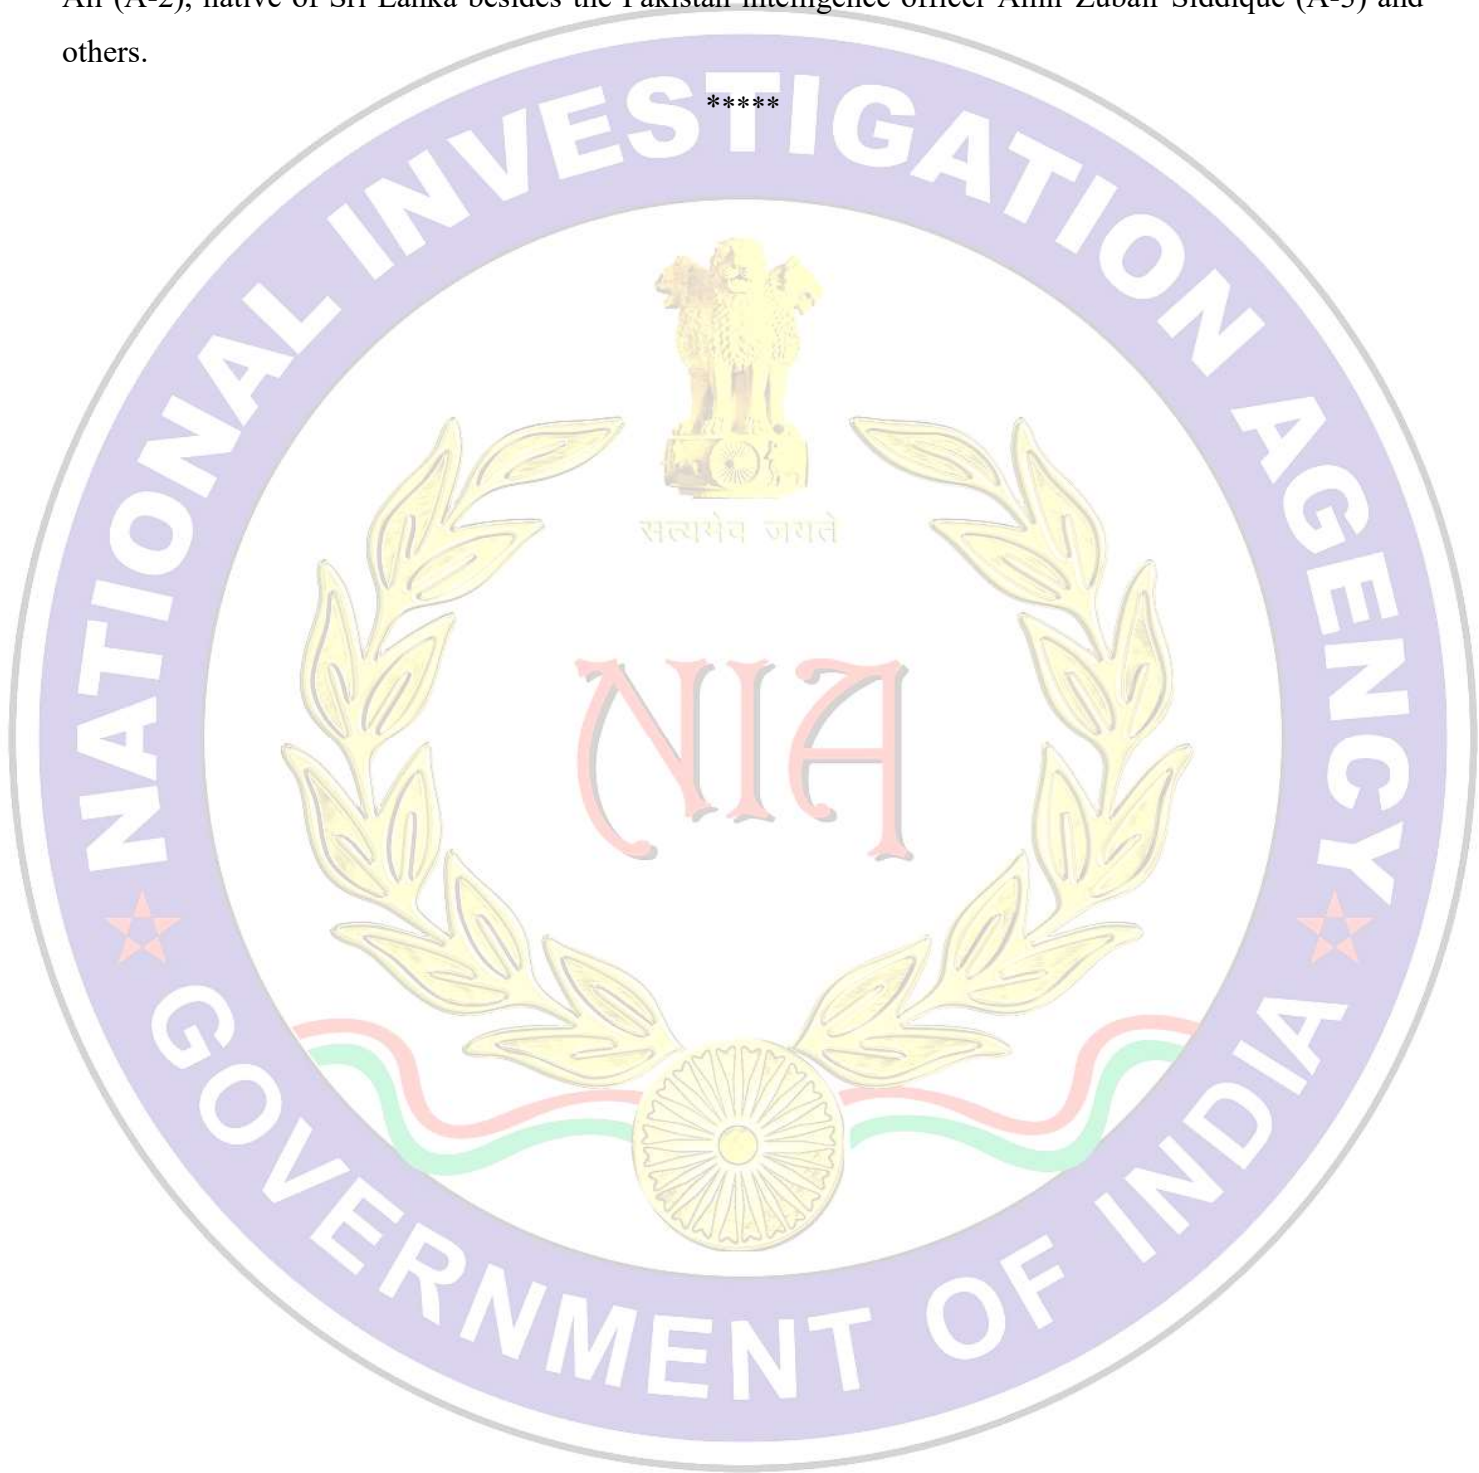 Ali (A-2), native of Sri Lanka besides the Pakistan intelligence officer Amir Zubair Siddique (A-3) and
others.
*****
NATIONAL INVESTIGATION AGENCY
सत्यमेव जयते
NIA
GOVERNMENT OF INDIA